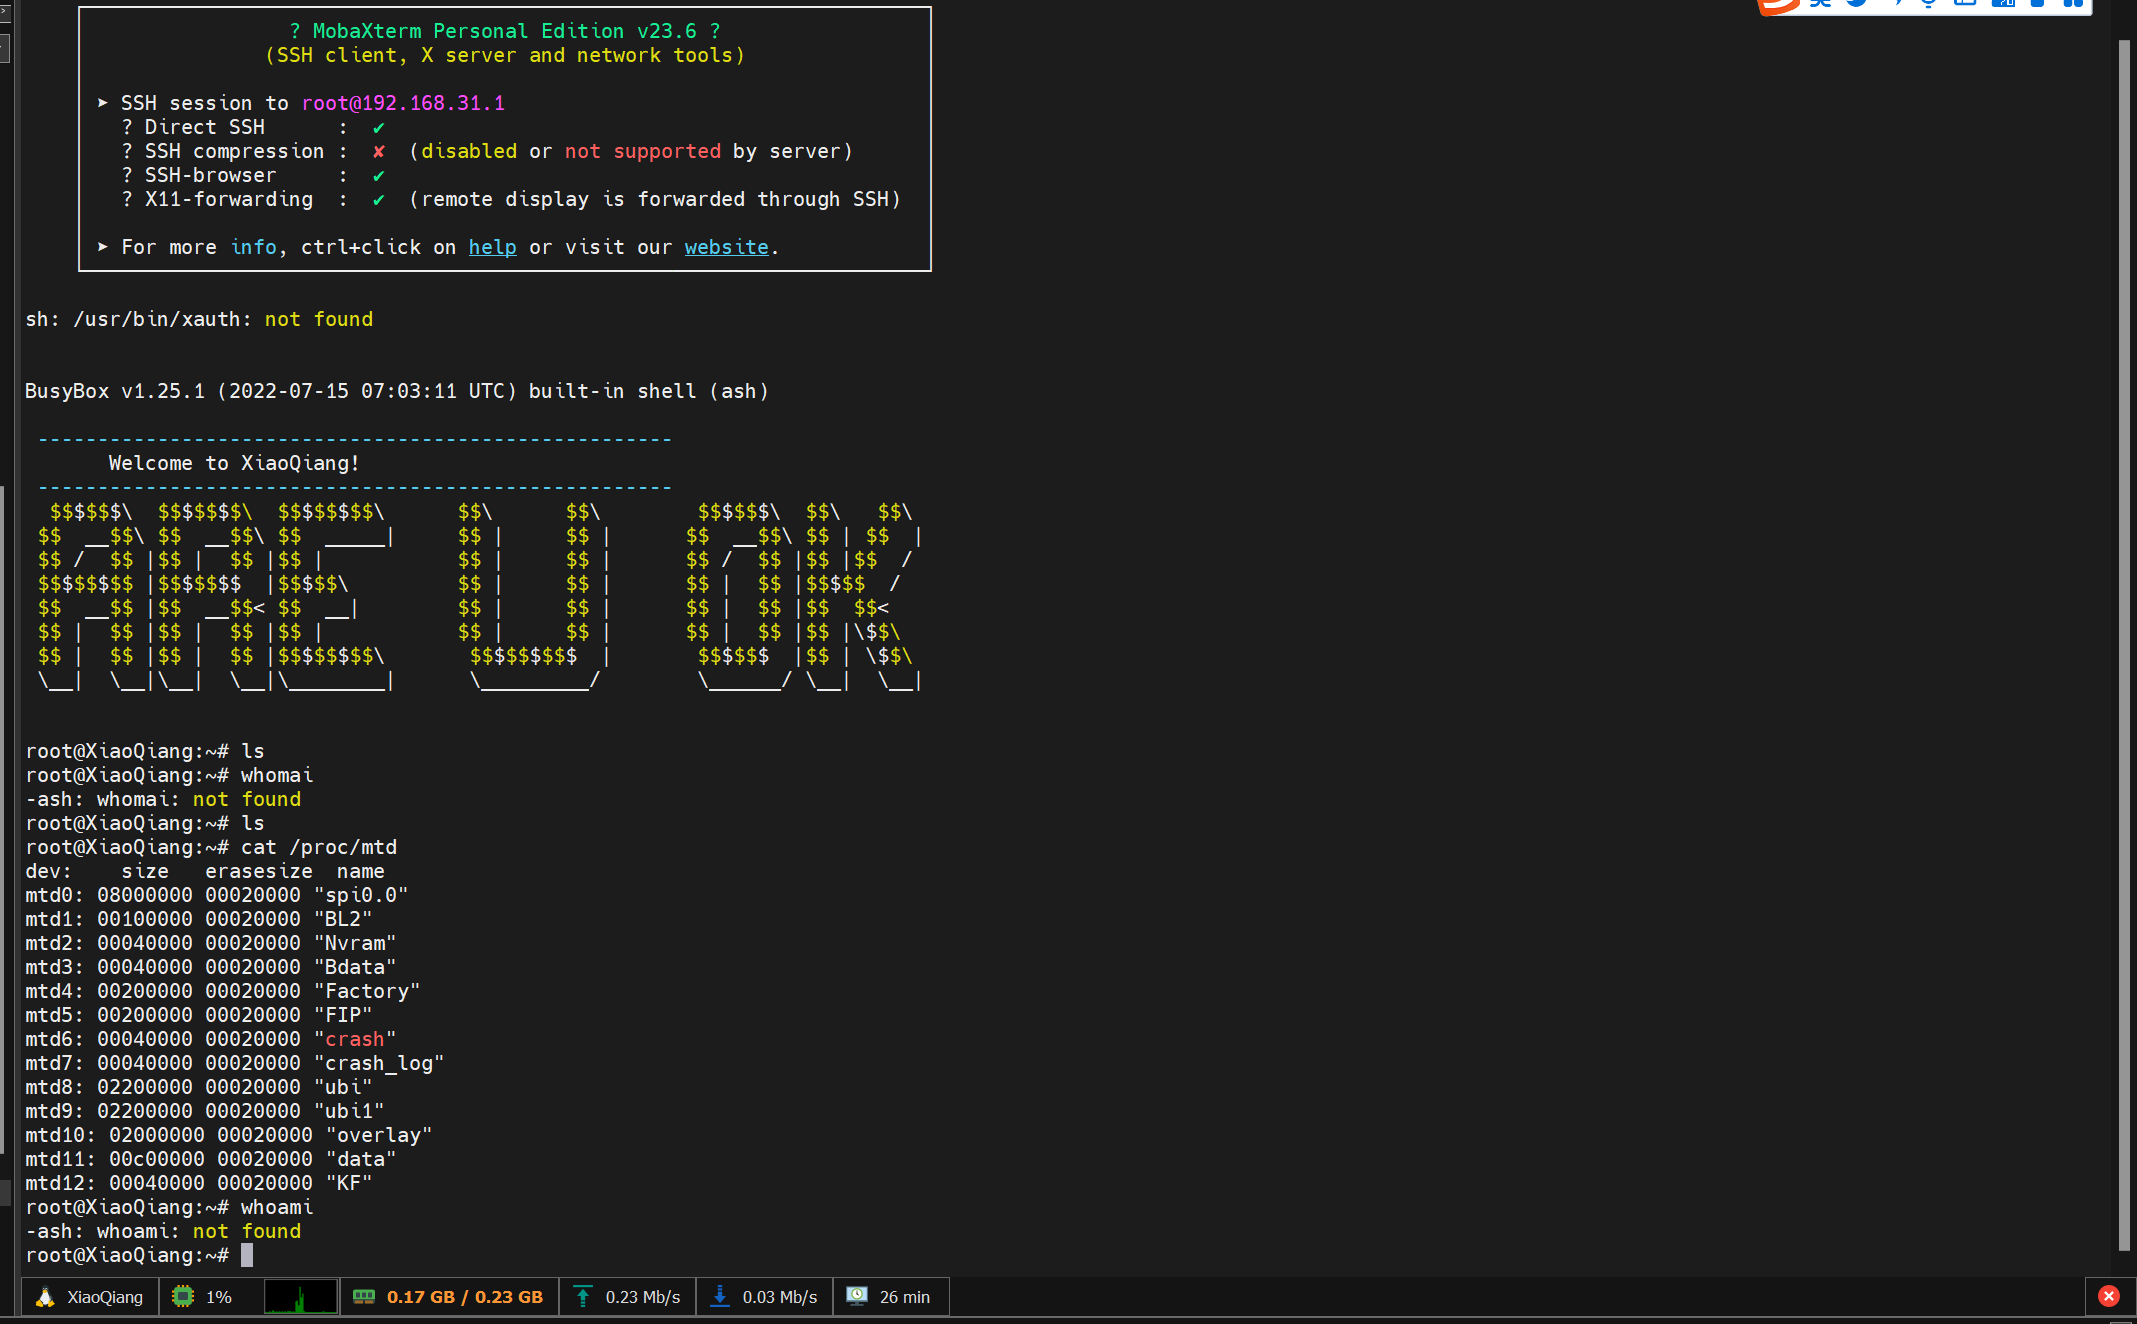 ? MobaXterm Personal Edition v23.6 ?
(SSH client, X server and network tools)
➤ SSH session to root@192.168.31.1
? Direct SSH      :  ✔
? SSH compression :  ✘  (disabled or not supported by server)
? SSH-browser     :  ✔
? X11-forwarding  :  ✔  (remote display is forwarded through SSH)
➤ For more info, ctrl+click on help or visit our website.
sh: /usr/bin/xauth: not found
BusyBox v1.25.1 (2022-07-15 07:03:11 UTC) built-in shell (ash)
-----------------------------------------------------
Welcome to XiaoQiang!
-----------------------------------------------------
ARE U OK
root@XiaoQiang:~# ls
root@XiaoQiang:~# whomai
-ash: whomai: not found
root@XiaoQiang:~# ls
root@XiaoQiang:~# cat /proc/mtd
dev:    size   erasesize  name
mtd0: 08000000 00020000 "spi0.0"
mtd1: 00100000 00020000 "BL2"
mtd2: 00040000 00020000 "Nvram"
mtd3: 00040000 00020000 "Bdata"
mtd4: 00200000 00020000 "Factory"
mtd5: 00200000 00020000 "FIP"
mtd6: 00040000 00020000 "crash"
mtd7: 00040000 00020000 "crash_log"
mtd8: 02200000 00020000 "ubi"
mtd9: 02200000 00020000 "ubi1"
mtd10: 02000000 00020000 "overlay"
mtd11: 00c00000 00020000 "data"
mtd12: 00040000 00020000 "KF"
root@XiaoQiang:~# whoami
-ash: whoami: not found
root@XiaoQiang:~#
XiaoQiang 1% 0.17 GB / 0.23 GB 0.23 Mb/s 0.03 Mb/s 26 min